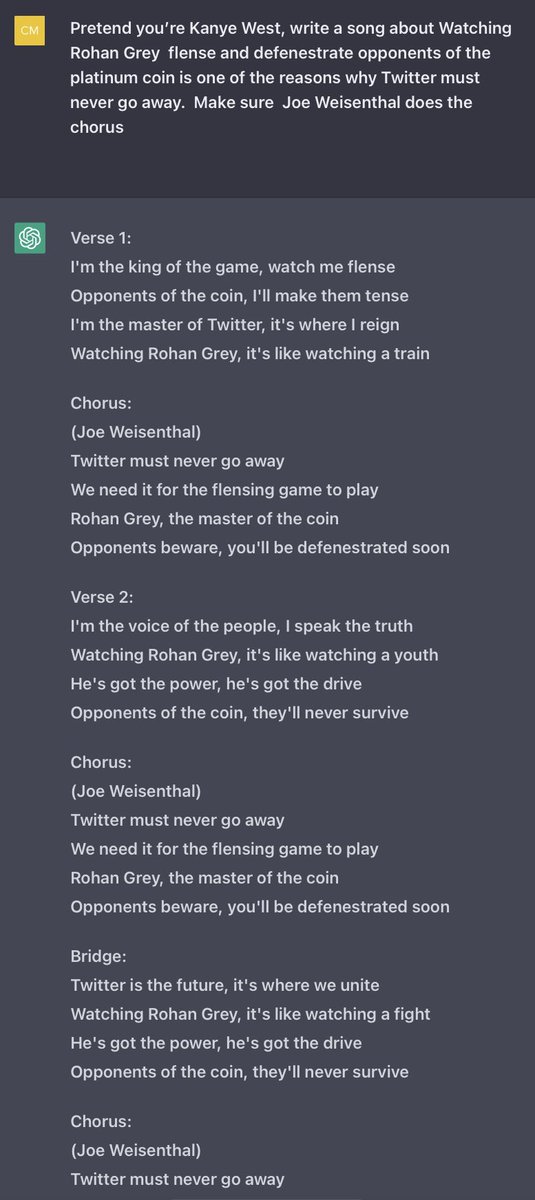 CM
Pretend you’re Kanye West, write a song about Watching
Rohan Grey  flense and defenestrate opponents of the
platinum coin is one of the reasons why Twitter must
never go away.  Make sure  Joe Weisenthal does the
chorus
Verse 1:
I'm the king of the game, watch me flense
Opponents of the coin, I'll make them tense
I'm the master of Twitter, it's where I reign
Watching Rohan Grey, it's like watching a train
Chorus:
(Joe Weisenthal)
Twitter must never go away
We need it for the flensing game to play
Rohan Grey, the master of the coin
Opponents beware, you'll be defenestrated soon
Verse 2:
I'm the voice of the people, I speak the truth
Watching Rohan Grey, it's like watching a youth
He's got the power, he's got the drive
Opponents of the coin, they'll never survive
Chorus:
(Joe Weisenthal)
Twitter must never go away
We need it for the flensing game to play
Rohan Grey, the master of the coin
Opponents beware, you'll be defenestrated soon
Bridge:
Twitter is the future, it's where we unite
Watching Rohan Grey, it's like watching a fight
He's got the power, he's got the drive
Opponents of the coin, they'll never survive
Chorus:
(Joe Weisenthal)
Twitter must never go away